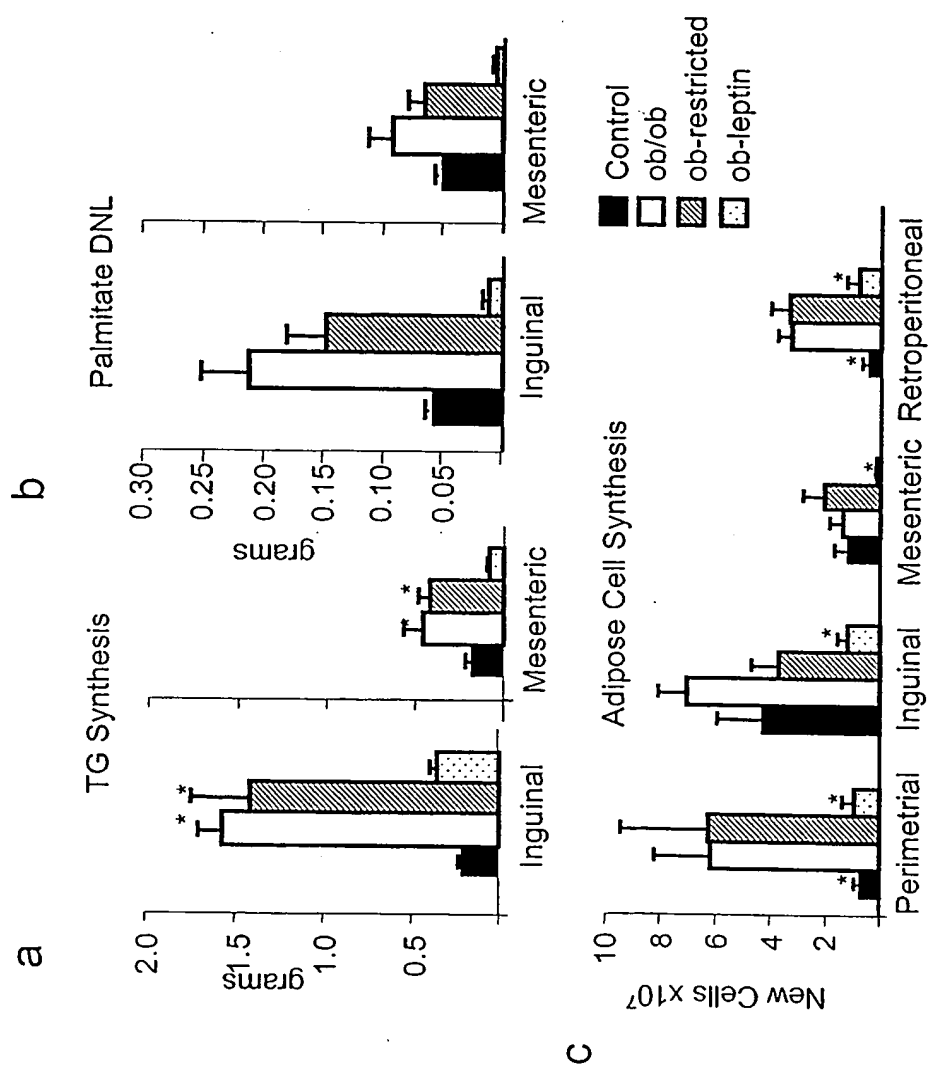 a
TG Synthesis
grams
2.0
1.5
1.0
0.5
* *
* *
Inguinal
Mesenteric
b
Palmitate DNL
grams
0.30
0.25
0.20
0.15
0.10
0.05
Inguinal
Mesenteric
c
Adipose Cell Synthesis
New Cells x10⁷
10
8
6
4
2
* *
*
*
* *
Perimetrial
Inguinal
Mesenteric
Retroperitoneal
Control
ob/ob
ob-restricted
ob-leptin